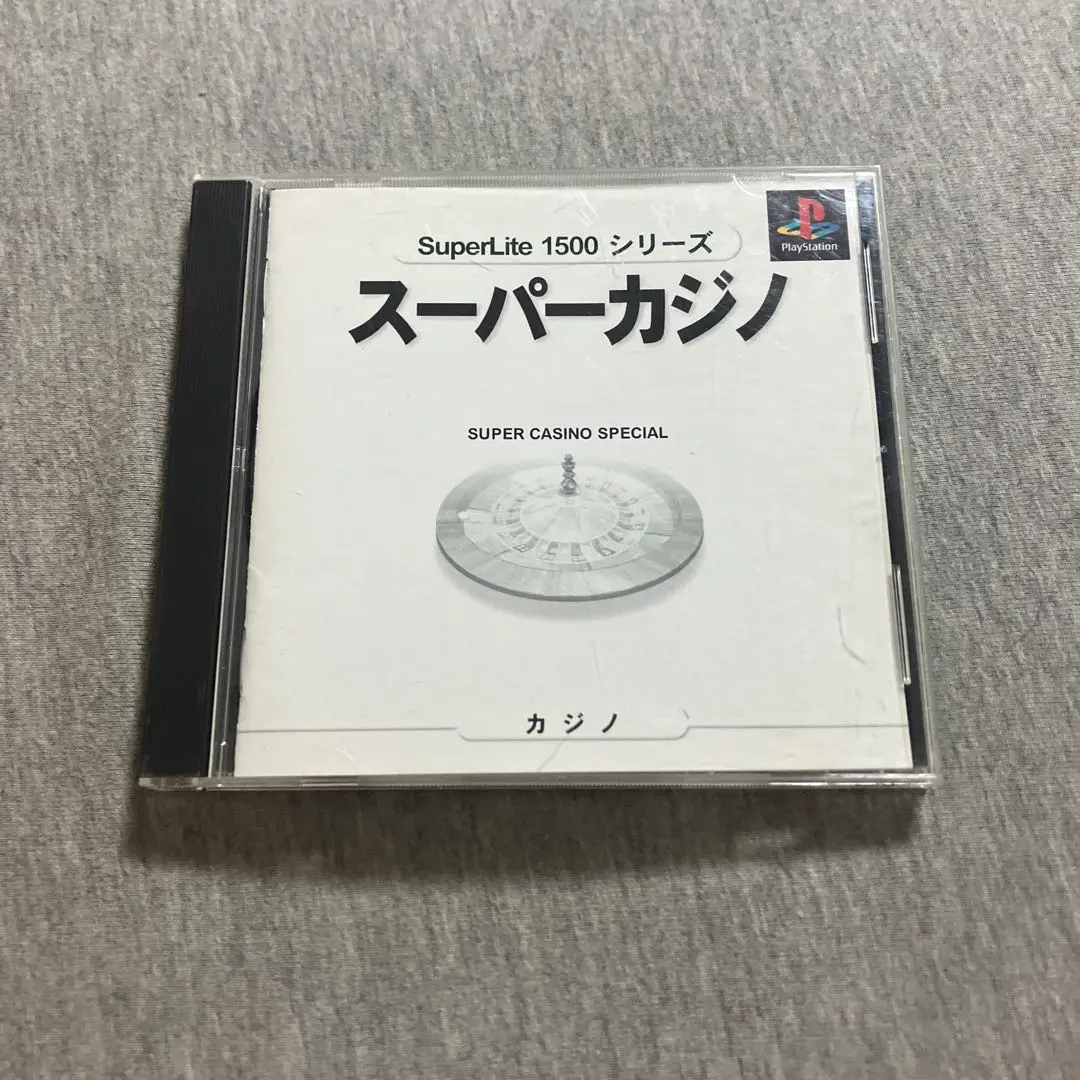 SuperLite 1500 シリーズ
PlayStation
スーパーカジノ
SUPER CASINO SPECIAL
カジノ